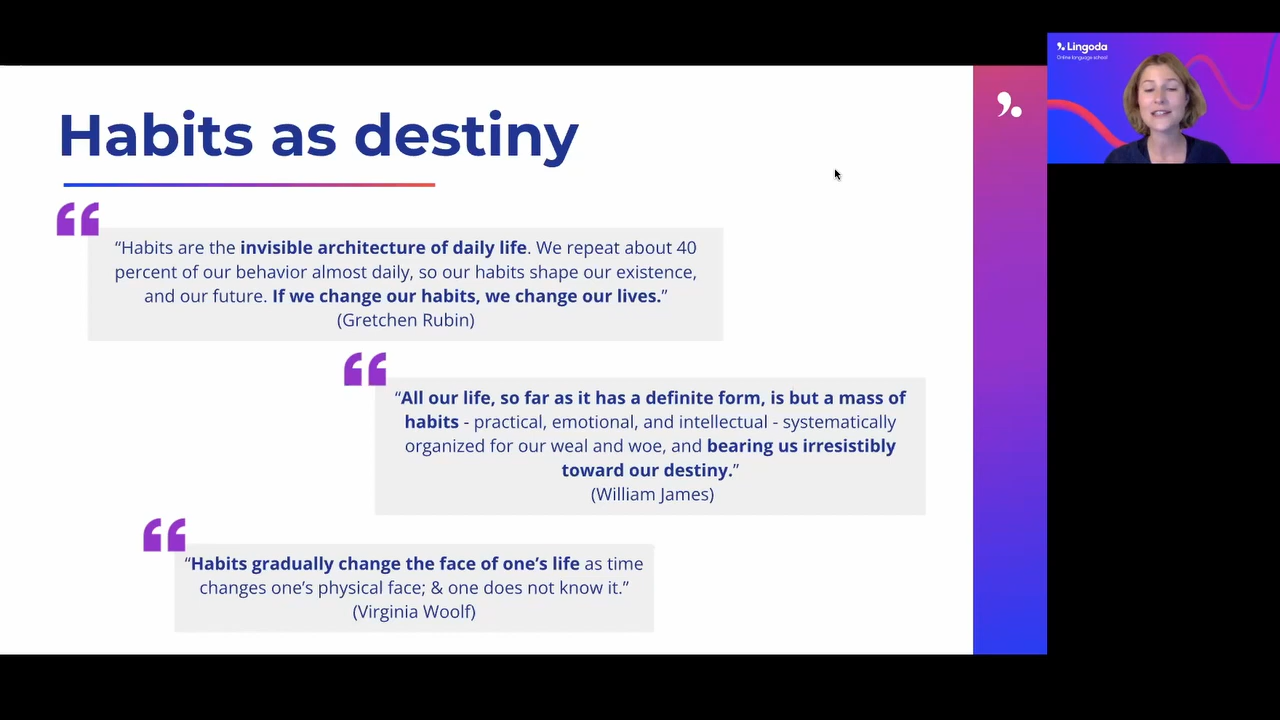 Habits as destiny
“Habits are the invisible architecture of daily life. We repeat about 40
percent of our behavior almost daily, so our habits shape our existence,
and our future. If we change our habits, we change our lives.”
(Gretchen Rubin)
“All our life, so far as it has a definite form, is but a mass of
habits - practical, emotional, and intellectual - systematically
organized for our weal and woe, and bearing us irresistibly
toward our destiny.”
(William James)
“Habits gradually change the face of one’s life as time
changes one’s physical face; & one does not know it.”
(Virginia Woolf)
Lingoda
Online language school